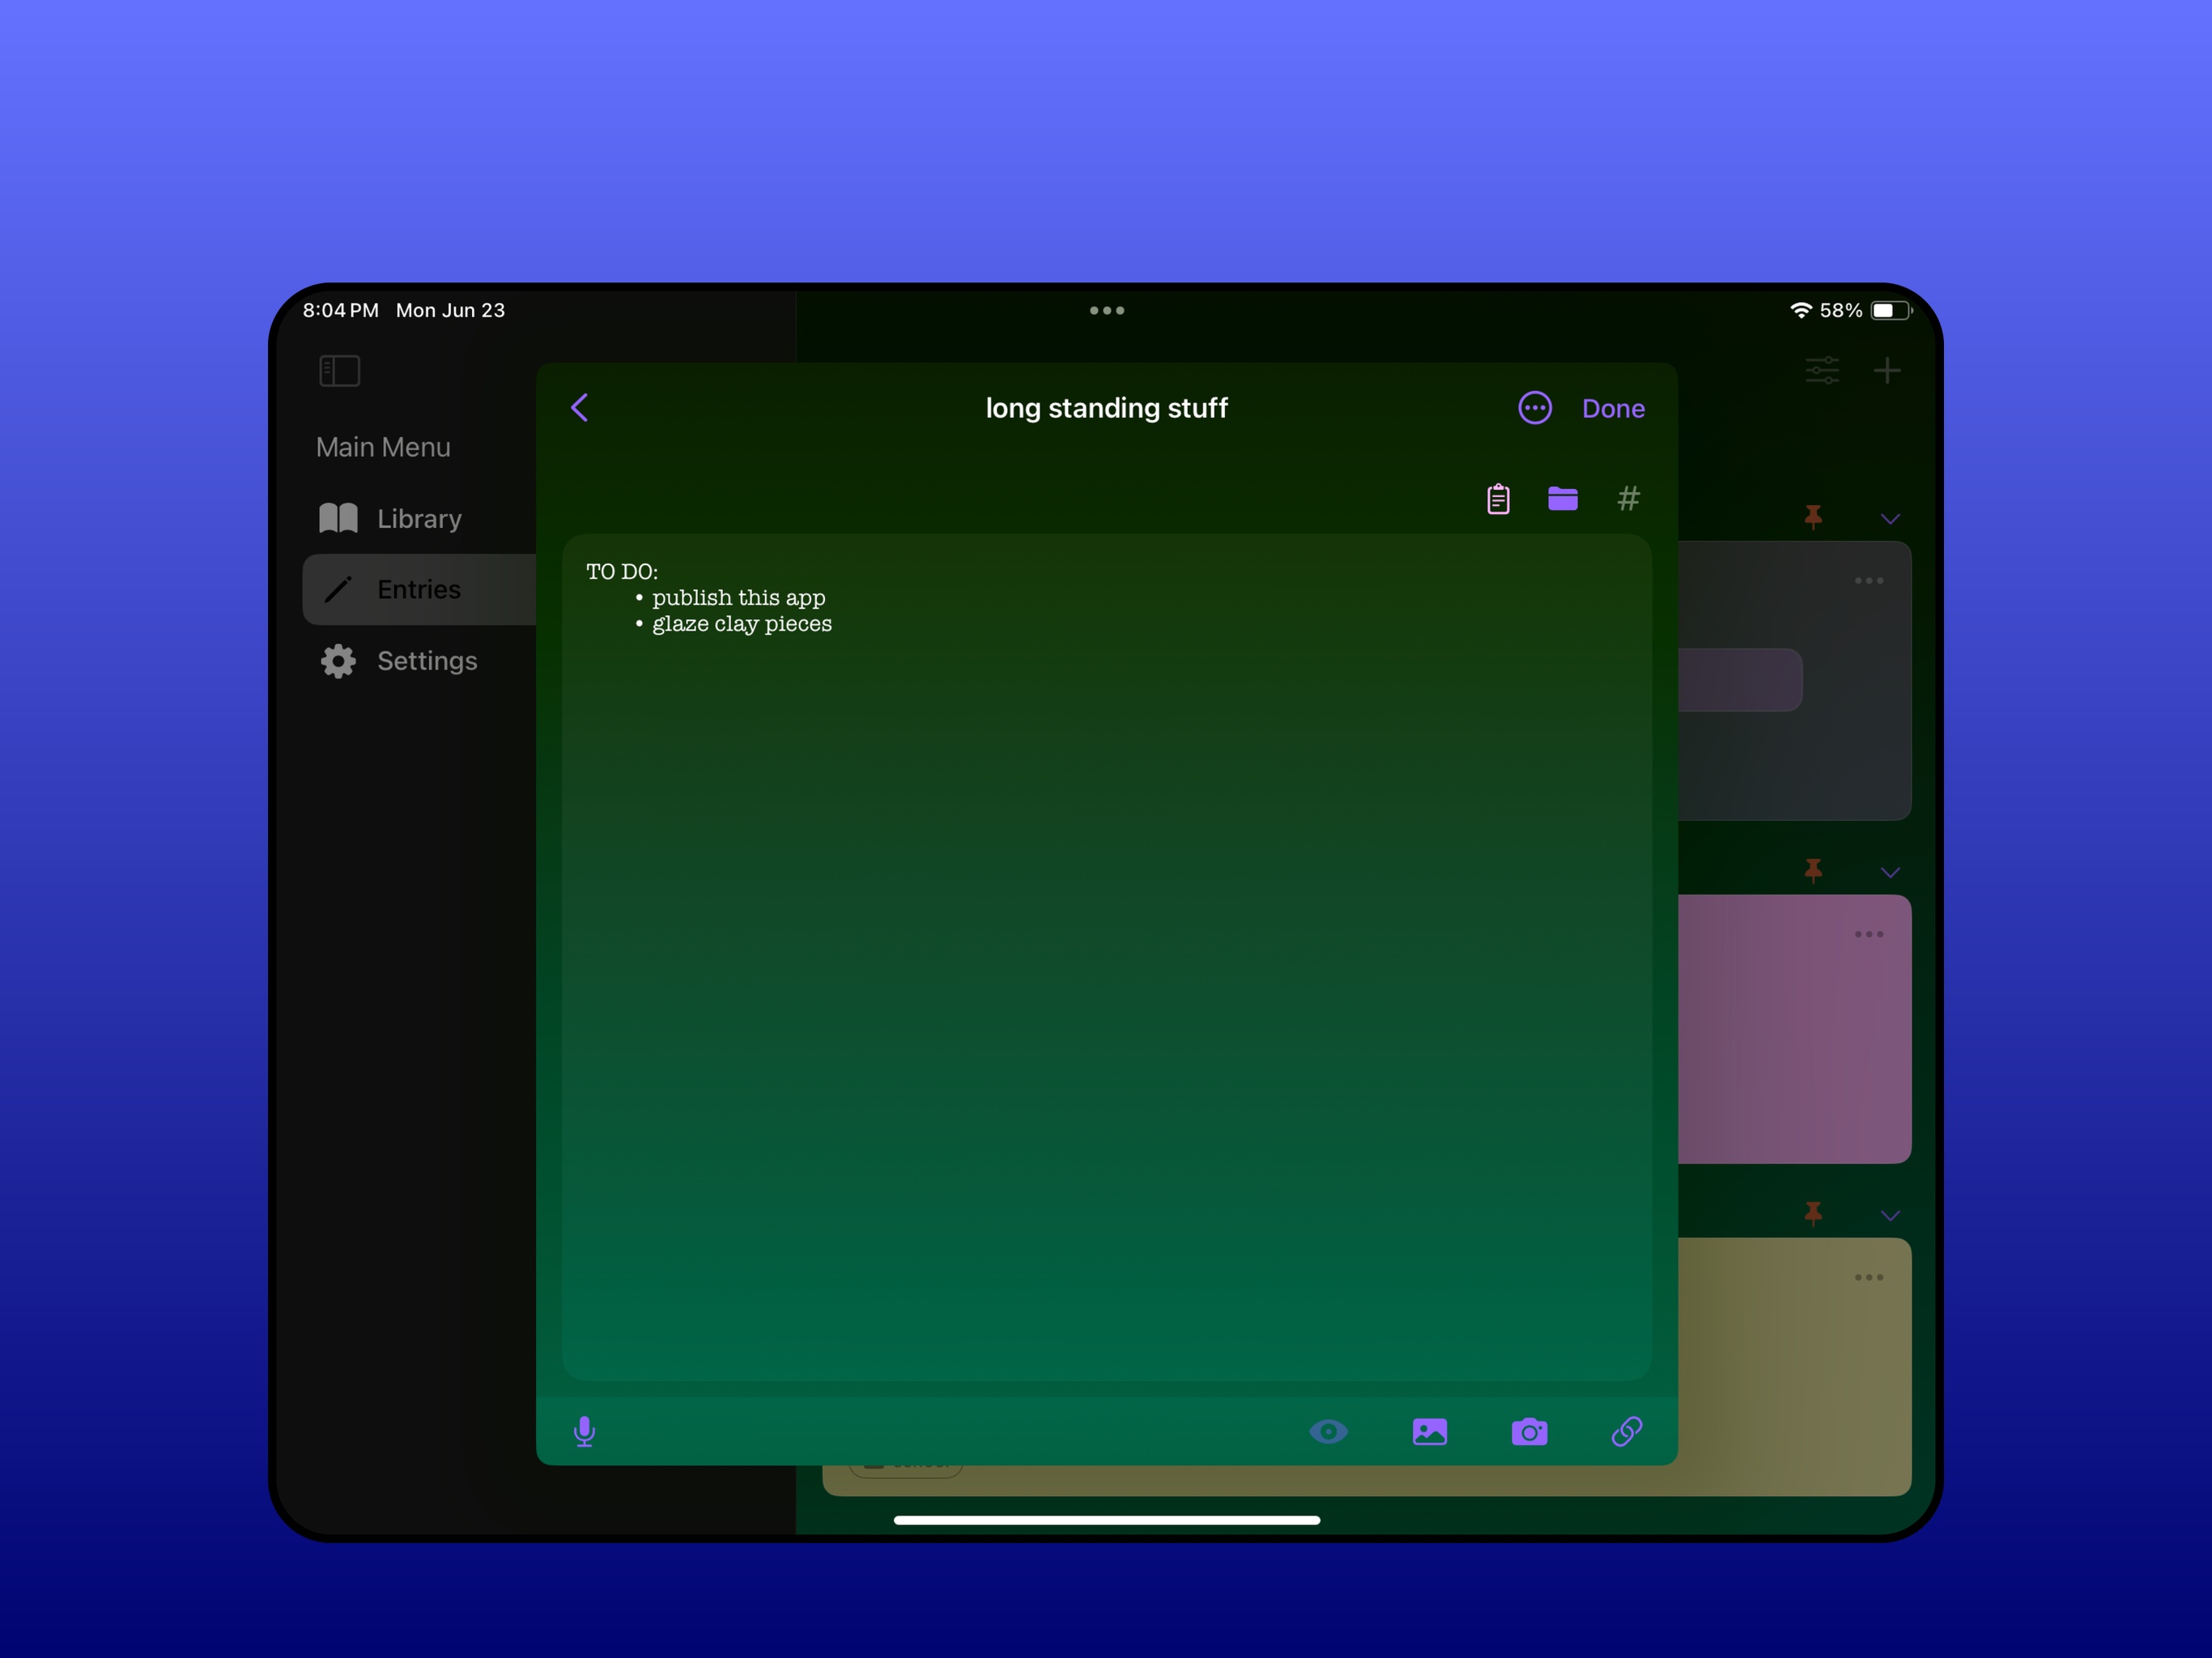 8:04 PM Mon Jun 23
58%
Main Menu
Library
Entries
Settings
long standing stuff
Done
#
TO DO:
• publish this app
• glaze clay pieces